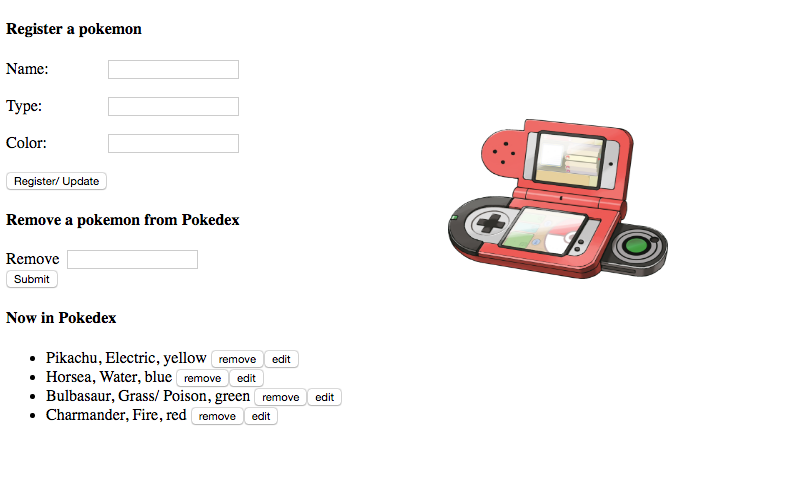 Register a pokemon
Name:
Type:
Color:
Register/ Update
Remove a pokemon from Pokedex
Remove
Submit
Now in Pokedex
Pikachu, Electric, yellow remove edit
Horsea, Water, blue remove edit
Bulbasaur, Grass/ Poison, green remove edit
Charmander, Fire, red remove edit